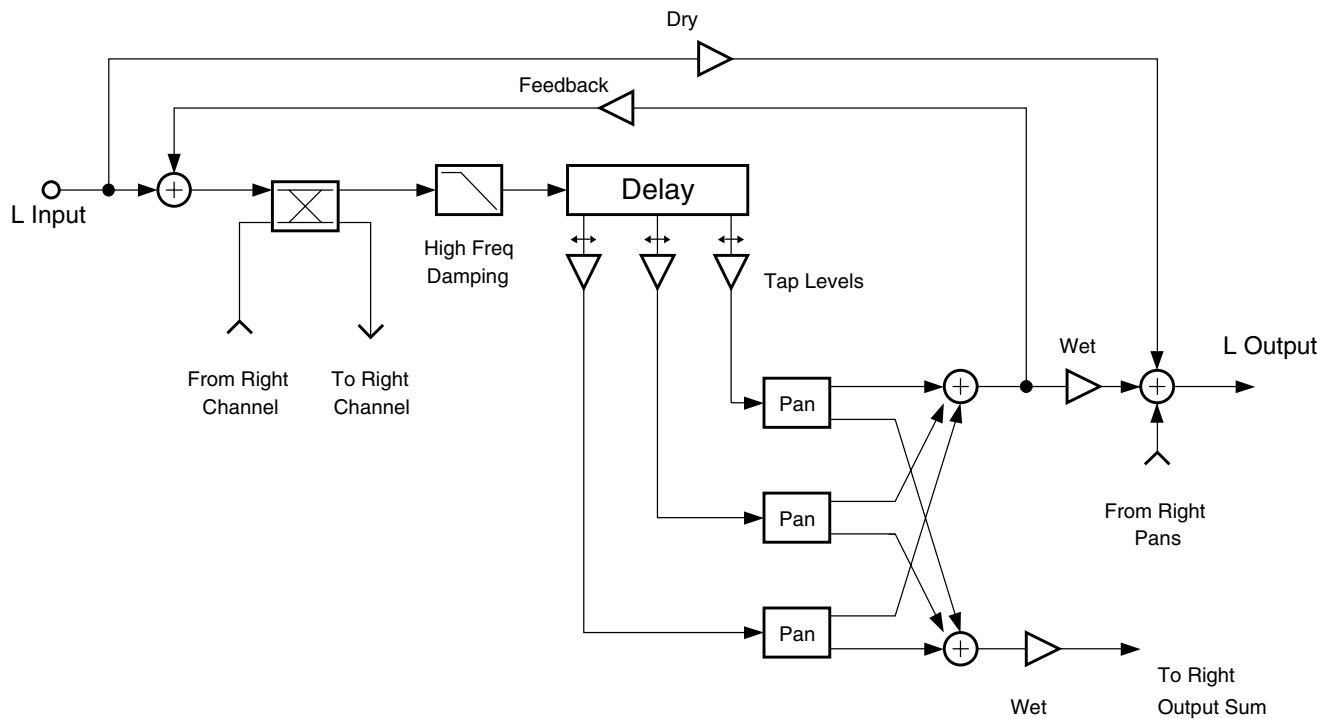 Dry
Feedback
L Input
Delay
High Freq
Damping
Tap Levels
From Right
Channel
To Right
Channel
Wet
L Output
Pan
Pan
From Right
Pans
Pan
To Right
Output Sum
Wet